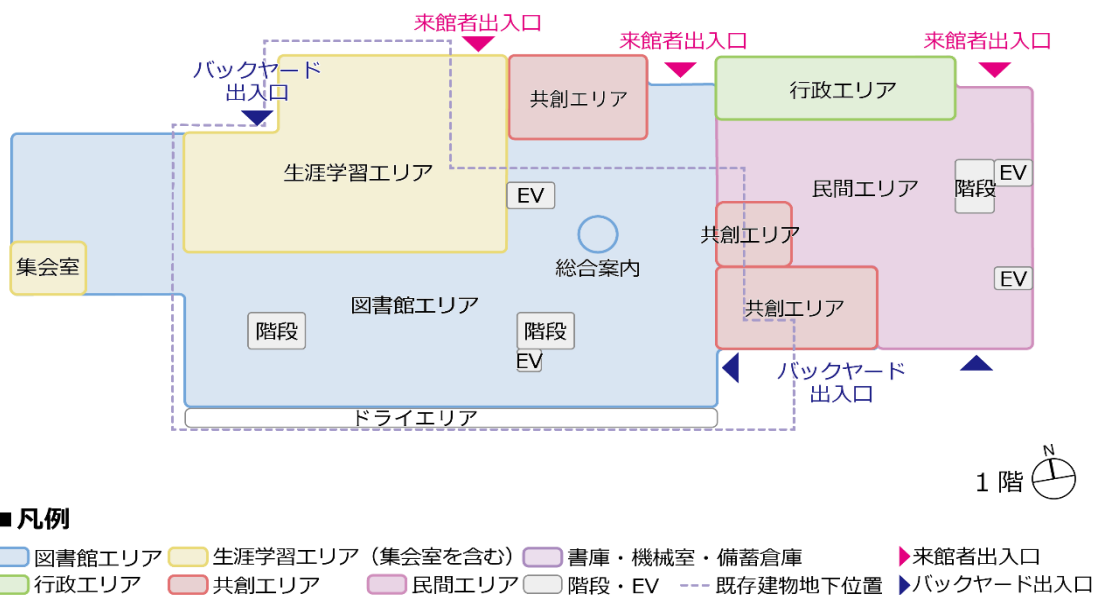 来館者出入口
来館者出入口
来館者出入口
バックヤード
出入口
共創エリア
行政エリア
生涯学習エリア
EV
民間エリア
階段
EV
共創エリア
総合案内
集会室
EV
図書館エリア
共創エリア
階段
階段
EV
バックヤード
出入口
ドライエリア
N
1 階
■凡例
図書館エリア 生涯学習エリア（集会室を含む） 書庫・機械室・備蓄倉庫 来館者出入口
行政エリア 共創エリア 民間エリア 階段・EV 既存建物地下位置 バックヤード出入口